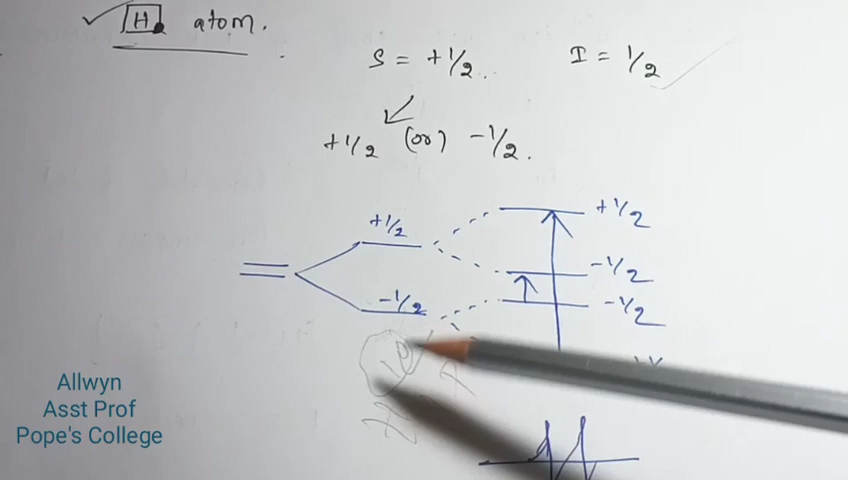 ✓ H. atom.
S = +1/2. I = 1/2
+1/2 (or) -1/2.
+1/2
+1/2
-1/2
-1/2
-1/2
Allwyn
Asst Prof
Pope's College